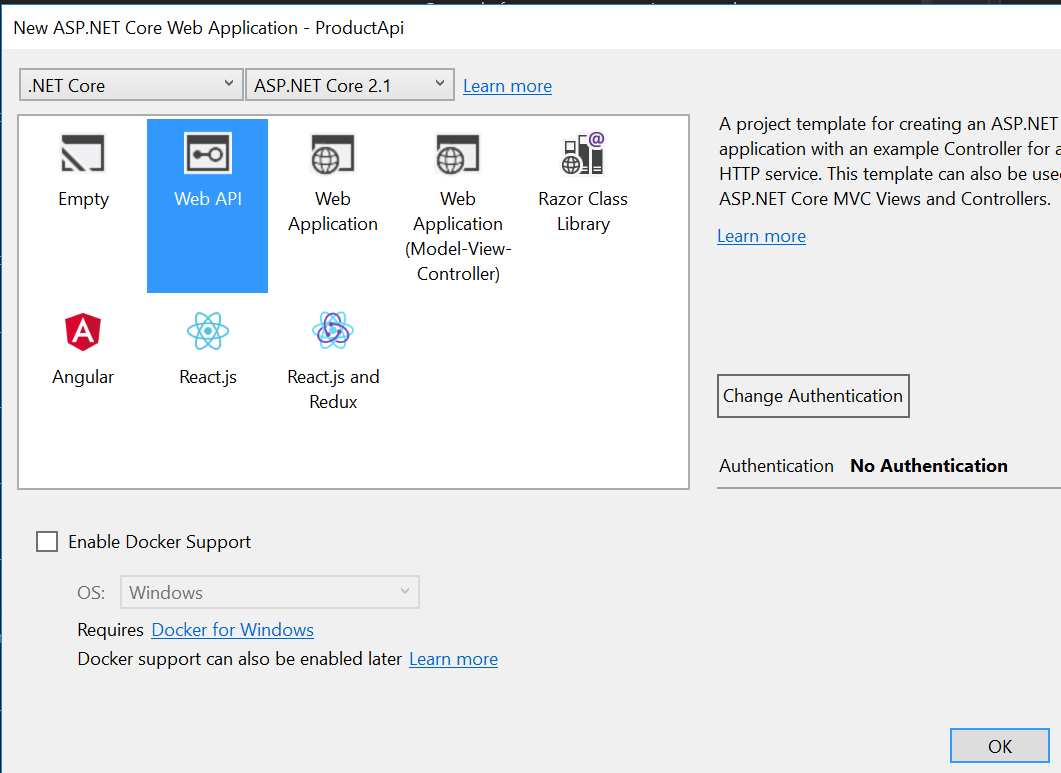 New ASP.NET Core Web Application - ProductApi
.NET Core
ASP.NET Core 2.1
Learn more
Empty
Web API
Web
Application
Web
Application
(Model-View-
Controller)
Razor Class
Library
Angular
React.js
React.js and
Redux
A project template for creating an ASP.NET
application with an example Controller for a
HTTP service. This template can also be
ASP.NET Core MVC Views and Controllers.
Learn more
Change Authentication
Authentication No Authentication
Enable Docker Support
OS: Windows
Requires Docker for Windows
Docker support can also be enabled later Learn more
OK